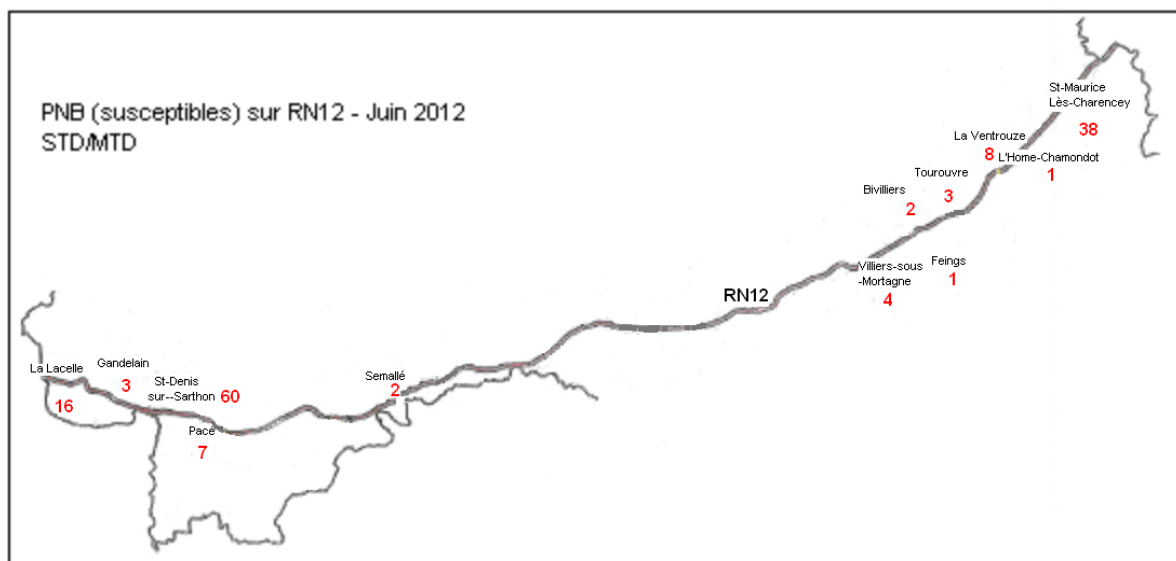 PNB (susceptibles) sur RN12 - Juin 2012
STD/MTD
St-Maurice
Lès-Charencey
38
La Ventrouze
8
L'Home-Chamondot
1
Tourouvre
3
Bivilliers
2
Feings
1
Villiers-sous
-Mortagne
4
RN12
Semallé
2
La Lacelle
16
Gandelain
3
St-Denis
sur--Sarthon
60
Pacé
7